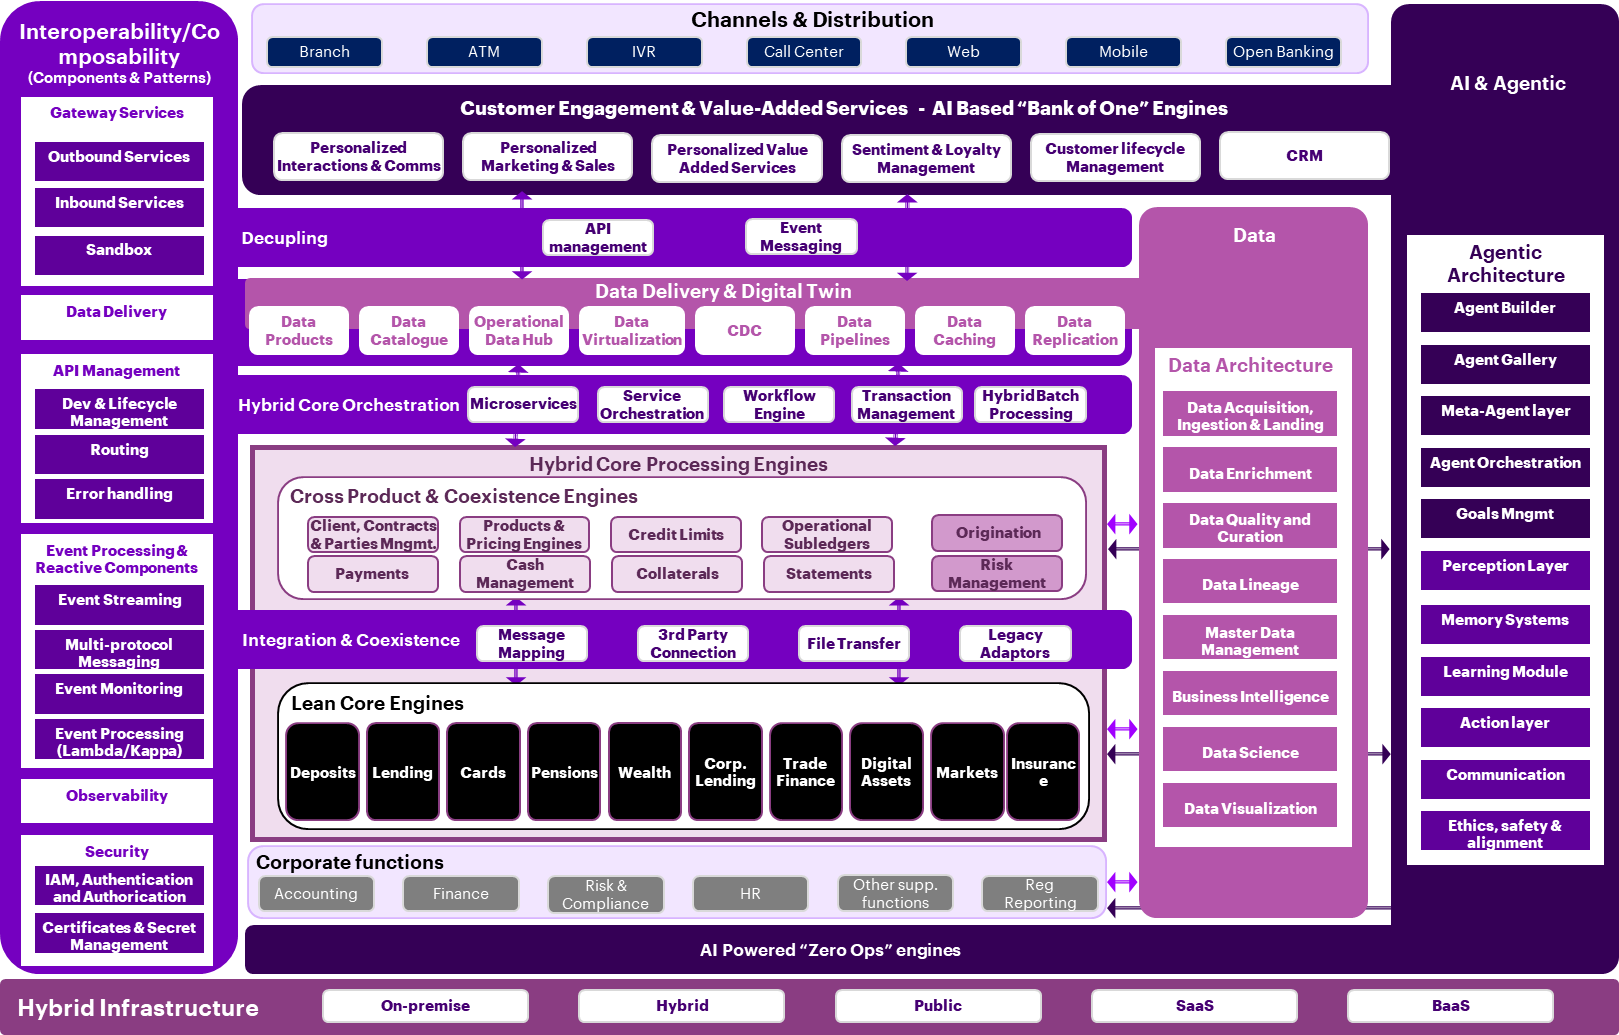 Interoperability/Co
mposability
(Components & Patterns)
Gateway Services
Outbound Services
Inbound Services
Sandbox
Data Delivery
API Management
Dev & Lifecycle
Management
Routing
Error handling
Event Processing &
Reactive Components
Event Streaming
Multi-protocol
Messaging
Event Monitoring
Event Processing
(Lambda/Kappa)
Observability
Security
IAM, Authentication
and Authorication
Certificates & Secret
Management
Channels & Distribution
Branch
ATM
IVR
Call Center
Web
Mobile
Open Banking
Customer Engagement & Value-Added Services - AI Based “Bank of One” Engines
Personalized
Interactions & Comms
Personalized
Marketing & Sales
Personalized Value
Added Services
Sentiment & Loyalty
Management
Customer lifecycle
Management
CRM
Decupling
API
management
Event
Messaging
Data Delivery & Digital Twin
Data
Products
Data
Catalogue
Operational
Data Hub
Data
Virtualization
CDC
Data
Pipelines
Data
Caching
Data
Replication
Hybrid Core Orchestration
Microservices
Service
Orchestration
Workflow
Engine
Transaction
Management
Hybrid Batch
Processing
Hybrid Core Processing Engines
Cross Product & Coexistence Engines
Client, Contracts
& Parties Mngmt.
Products &
Pricing Engines
Credit Limits
Operational
Subledgers
Origination
Payments
Cash
Management
Collaterals
Statements
Risk
Management
Integration & Coexistence
Message
Mapping
3rd Party
Connection
File Transfer
Legacy
Adaptors
Lean Core Engines
Deposits
Lending
Cards
Pensions
Wealth
Corp.
Lending
Trade
Finance
Digital
Assets
Markets
Insuranc
e
Corporate functions
Accounting
Finance
Risk &
Compliance
HR
Other supp.
functions
Reg
Reporting
AI Powered “Zero Ops” engines
Data
Data Architecture
Data Acquisition,
Ingestion & Landing
Data Enrichment
Data Quality and
Curation
Data Lineage
Master Data
Management
Business Intelligence
Data Science
Data Visualization
AI & Agentic
Agentic
Architecture
Agent Builder
Agent Gallery
Meta-Agent layer
Agent Orchestration
Goals Mngmt
Perception Layer
Memory Systems
Learning Module
Action layer
Communication
Ethics, safety &
alignment
Hybrid Infrastructure
On-premise
Hybrid
Public
SaaS
BaaS